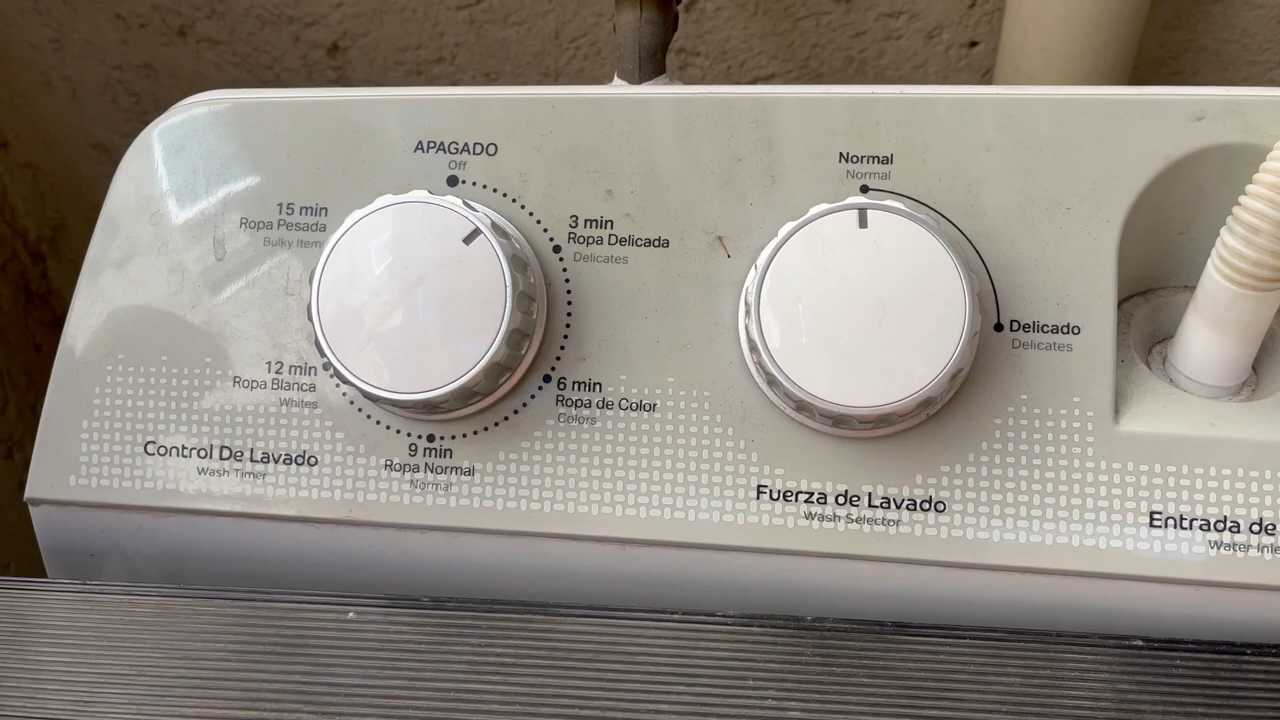 APAGADO
Off
15 min
Ropa Pesada
Bulky Item
3 min
Ropa Delicada
Delicates
12 min
Ropa Blanca
Whites
6 min
Ropa de Color
Colors
9 min
Ropa Normal
Normal
Control De Lavado
Wash Timer
Normal
Normal
Delicado
Delicates
Fuerza de Lavado
Wash Selector
Entrada de
Water Inle